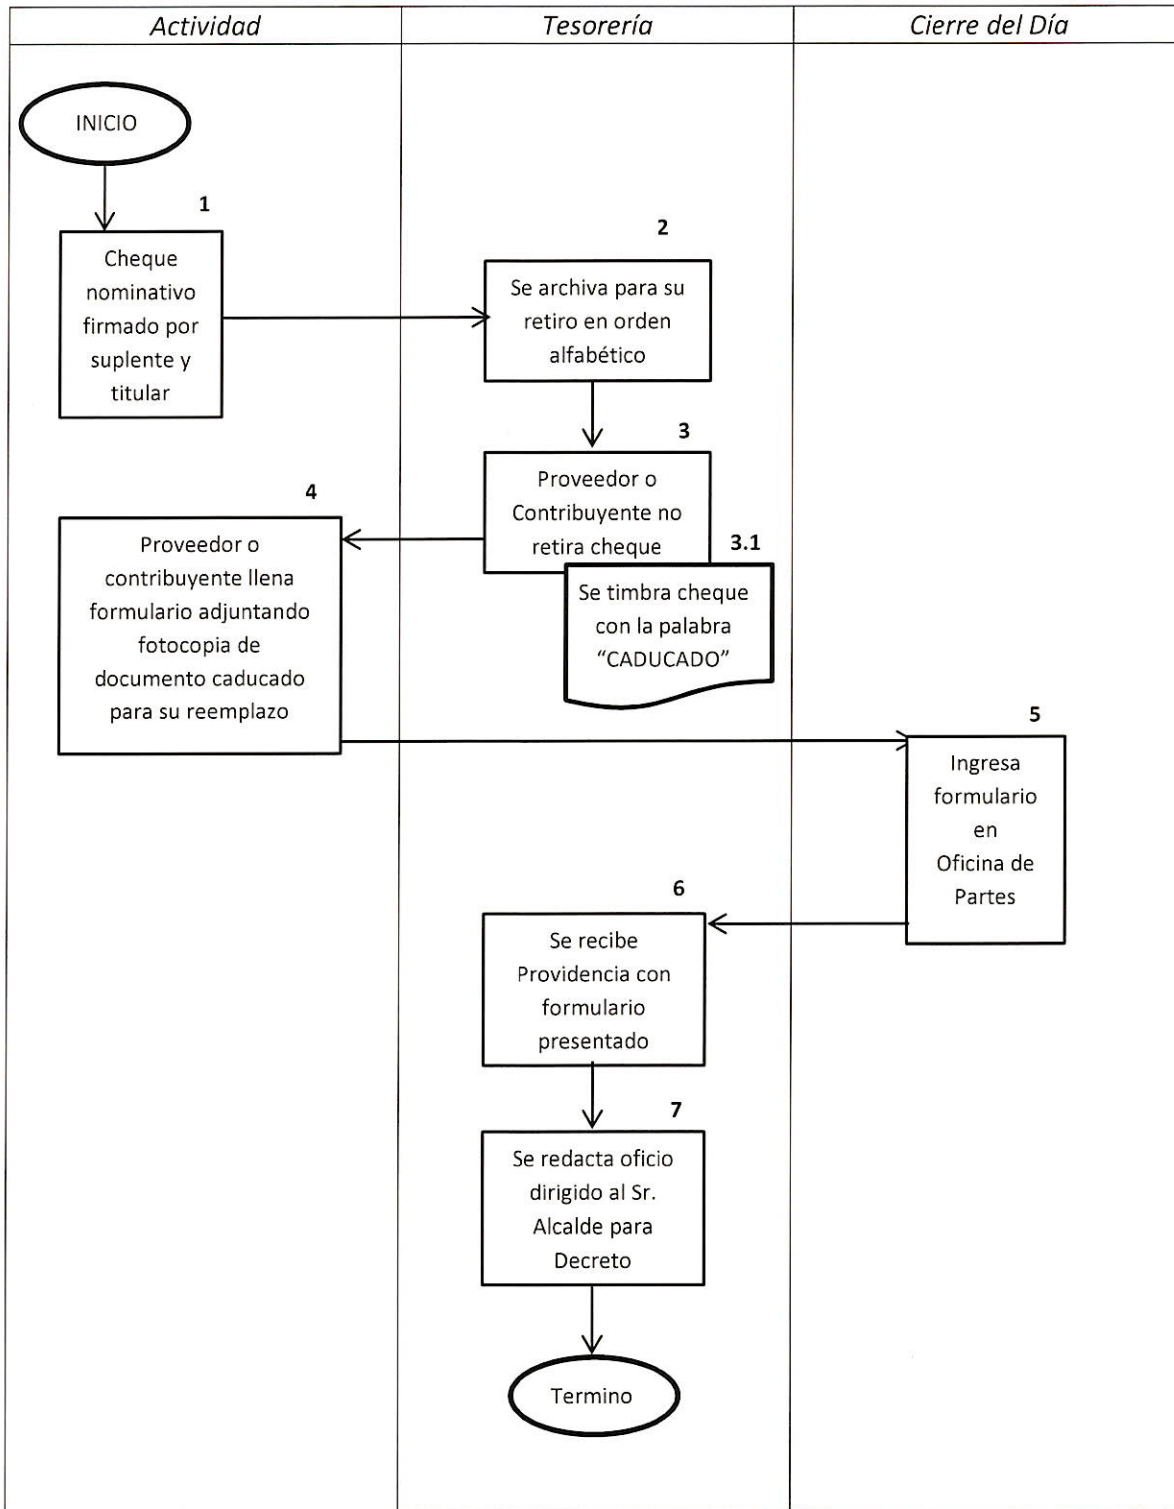 Actividad
Tesorería
Cierre del Día
INICIO
1
Cheque
nominativo
firmado por
suplente y
titular
2
Se archiva para su
retiro en orden
alfabético
3
Proveedor o
Contribuyente no
retira cheque
3.1
Se timbra cheque
con la palabra
“CADUCADO”
4
Proveedor o
contribuyente llena
formulario adjuntando
fotocopia de
documento caducado
para su reemplazo
5
Ingresa
formulario
en
Oficina de
Partes
6
Se recibe
Providencia con
formulario
presentado
7
Se redacta oficio
dirigido al Sr.
Alcalde para
Decreto
Termino